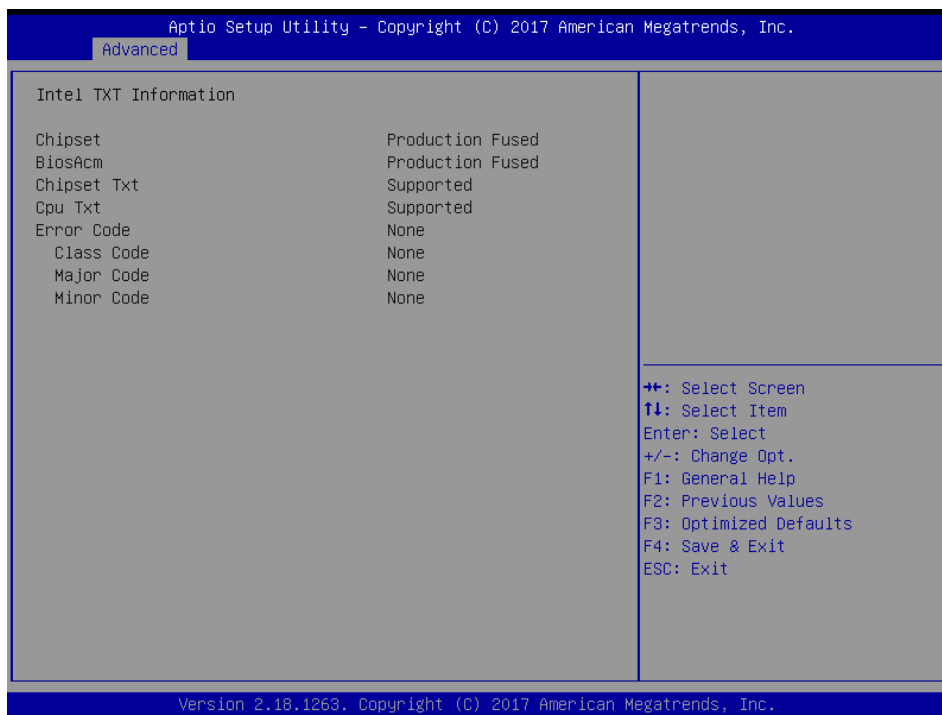 Aptio Setup Utility – Copyright (C) 2017 American Megatrends, Inc.
Advanced
Intel TXT Information
Chipset Production Fused
BiosAcm Production Fused
Chipset Txt Supported
Cpu Txt Supported
Error Code None
Class Code None
Major Code None
Minor Code None
→←: Select Screen
↑↓: Select Item
Enter: Select
+/-: Change Opt.
F1: General Help
F2: Previous Values
F3: Optimized Defaults
F4: Save & Exit
ESC: Exit
Version 2.18.1263. Copyright (C) 2017 American Megatrends, Inc.